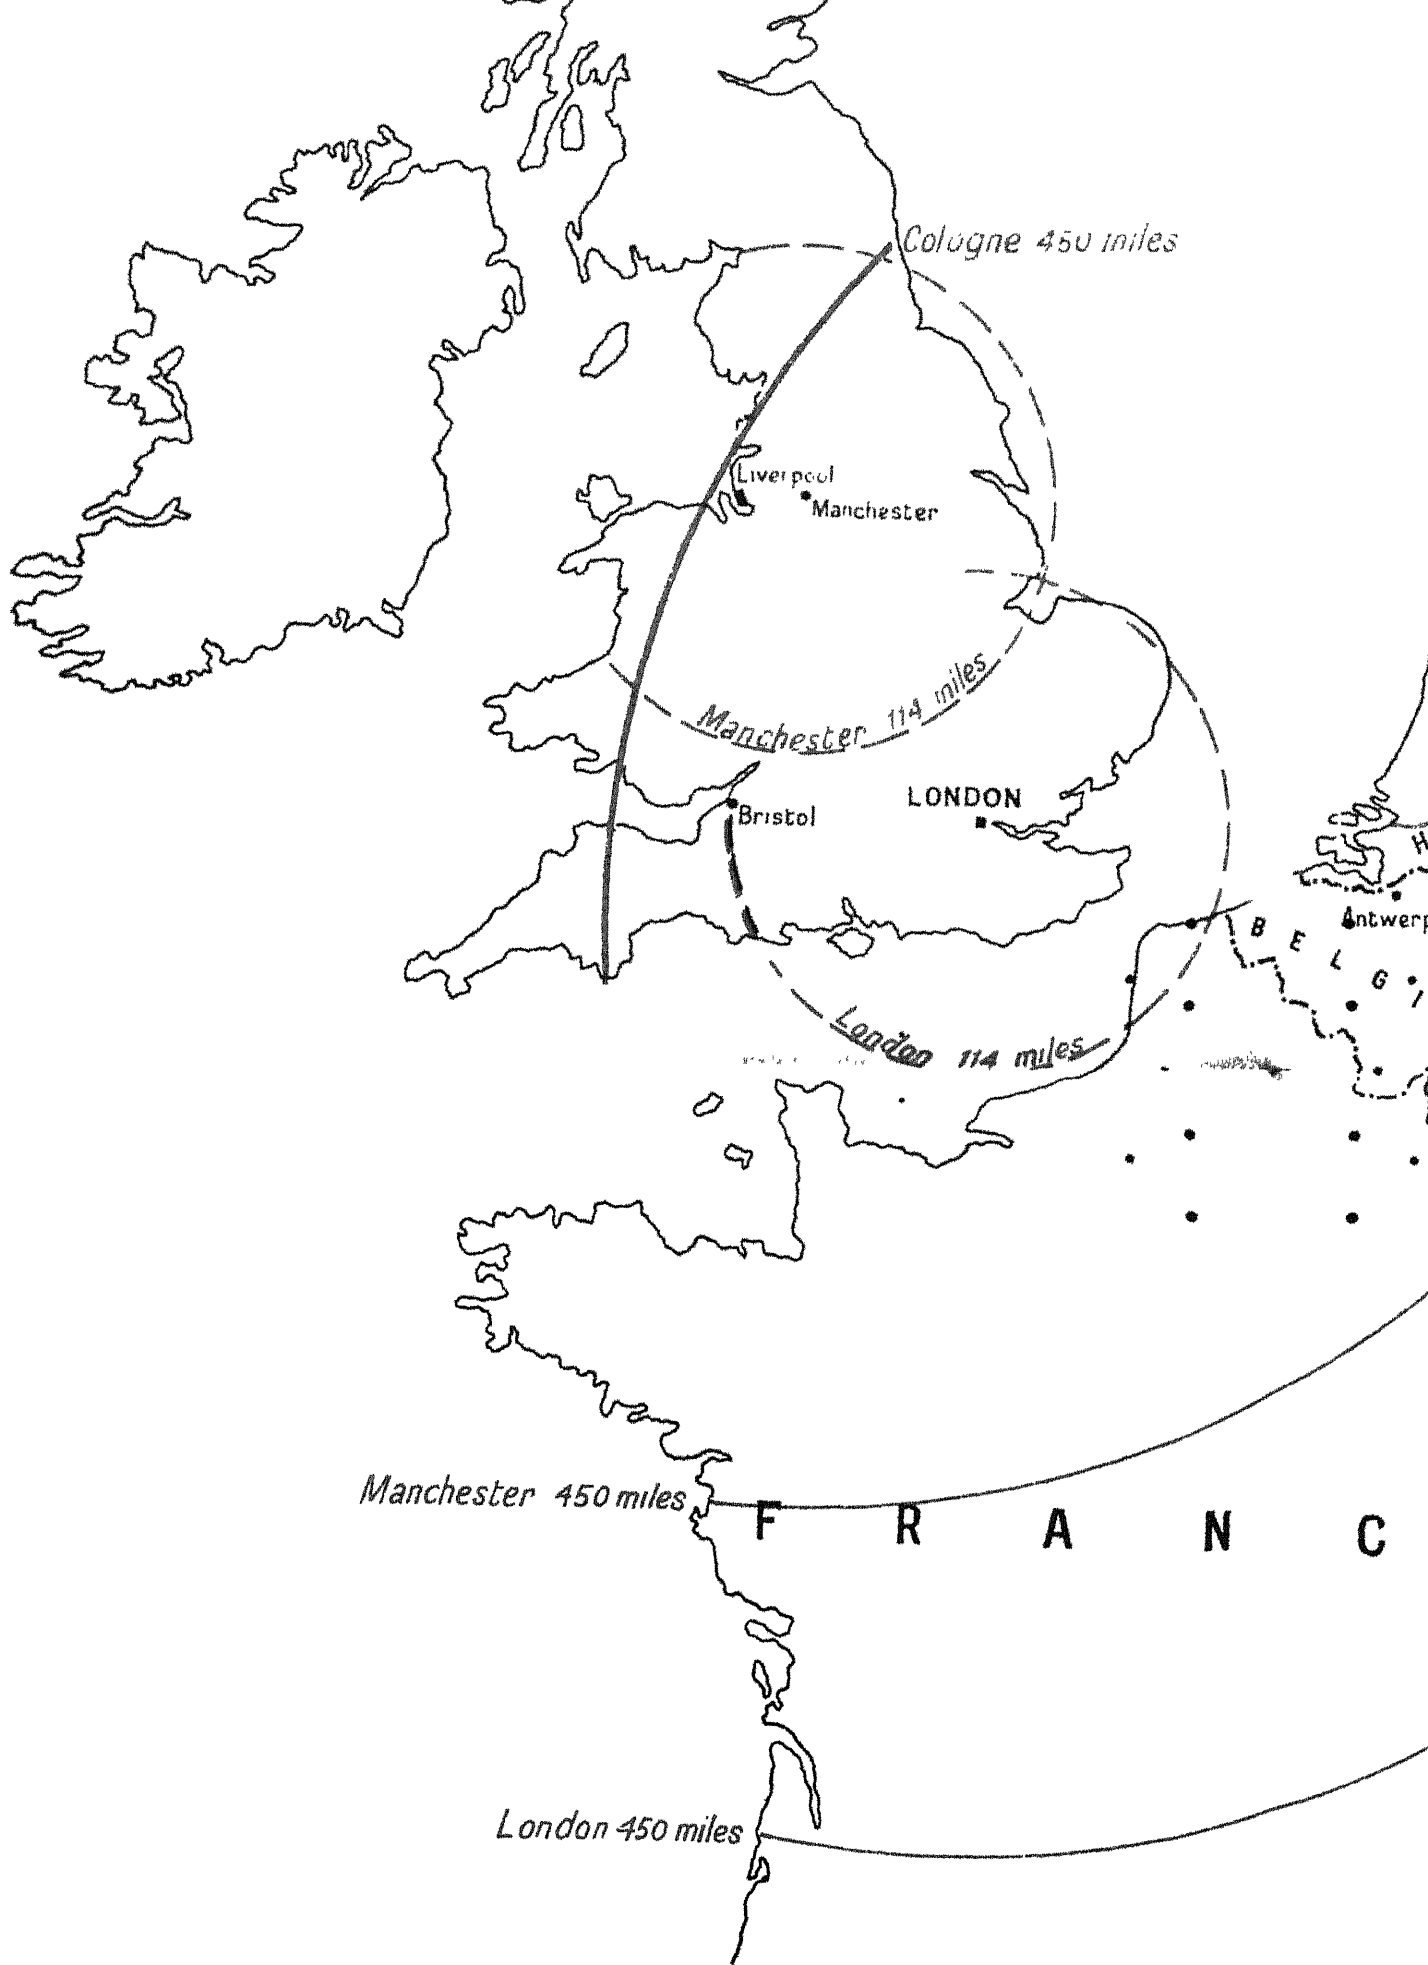 Cologne 450 miles
Liverpool
Manchester
Manchester 114 miles
LONDON
Bristol
H
Antwerp
B E L G I
London 114 miles
Manchester 450 miles
F R A N C
London 450 miles